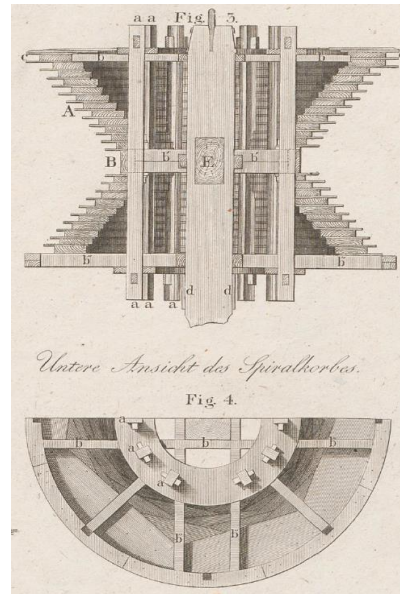 a a Fig. 3.
c b b
A
B b E b
b b
d d
a a a
Untere Ansicht des Spiralkorbes.
Fig. 4.
a
b b b
a
a
b b